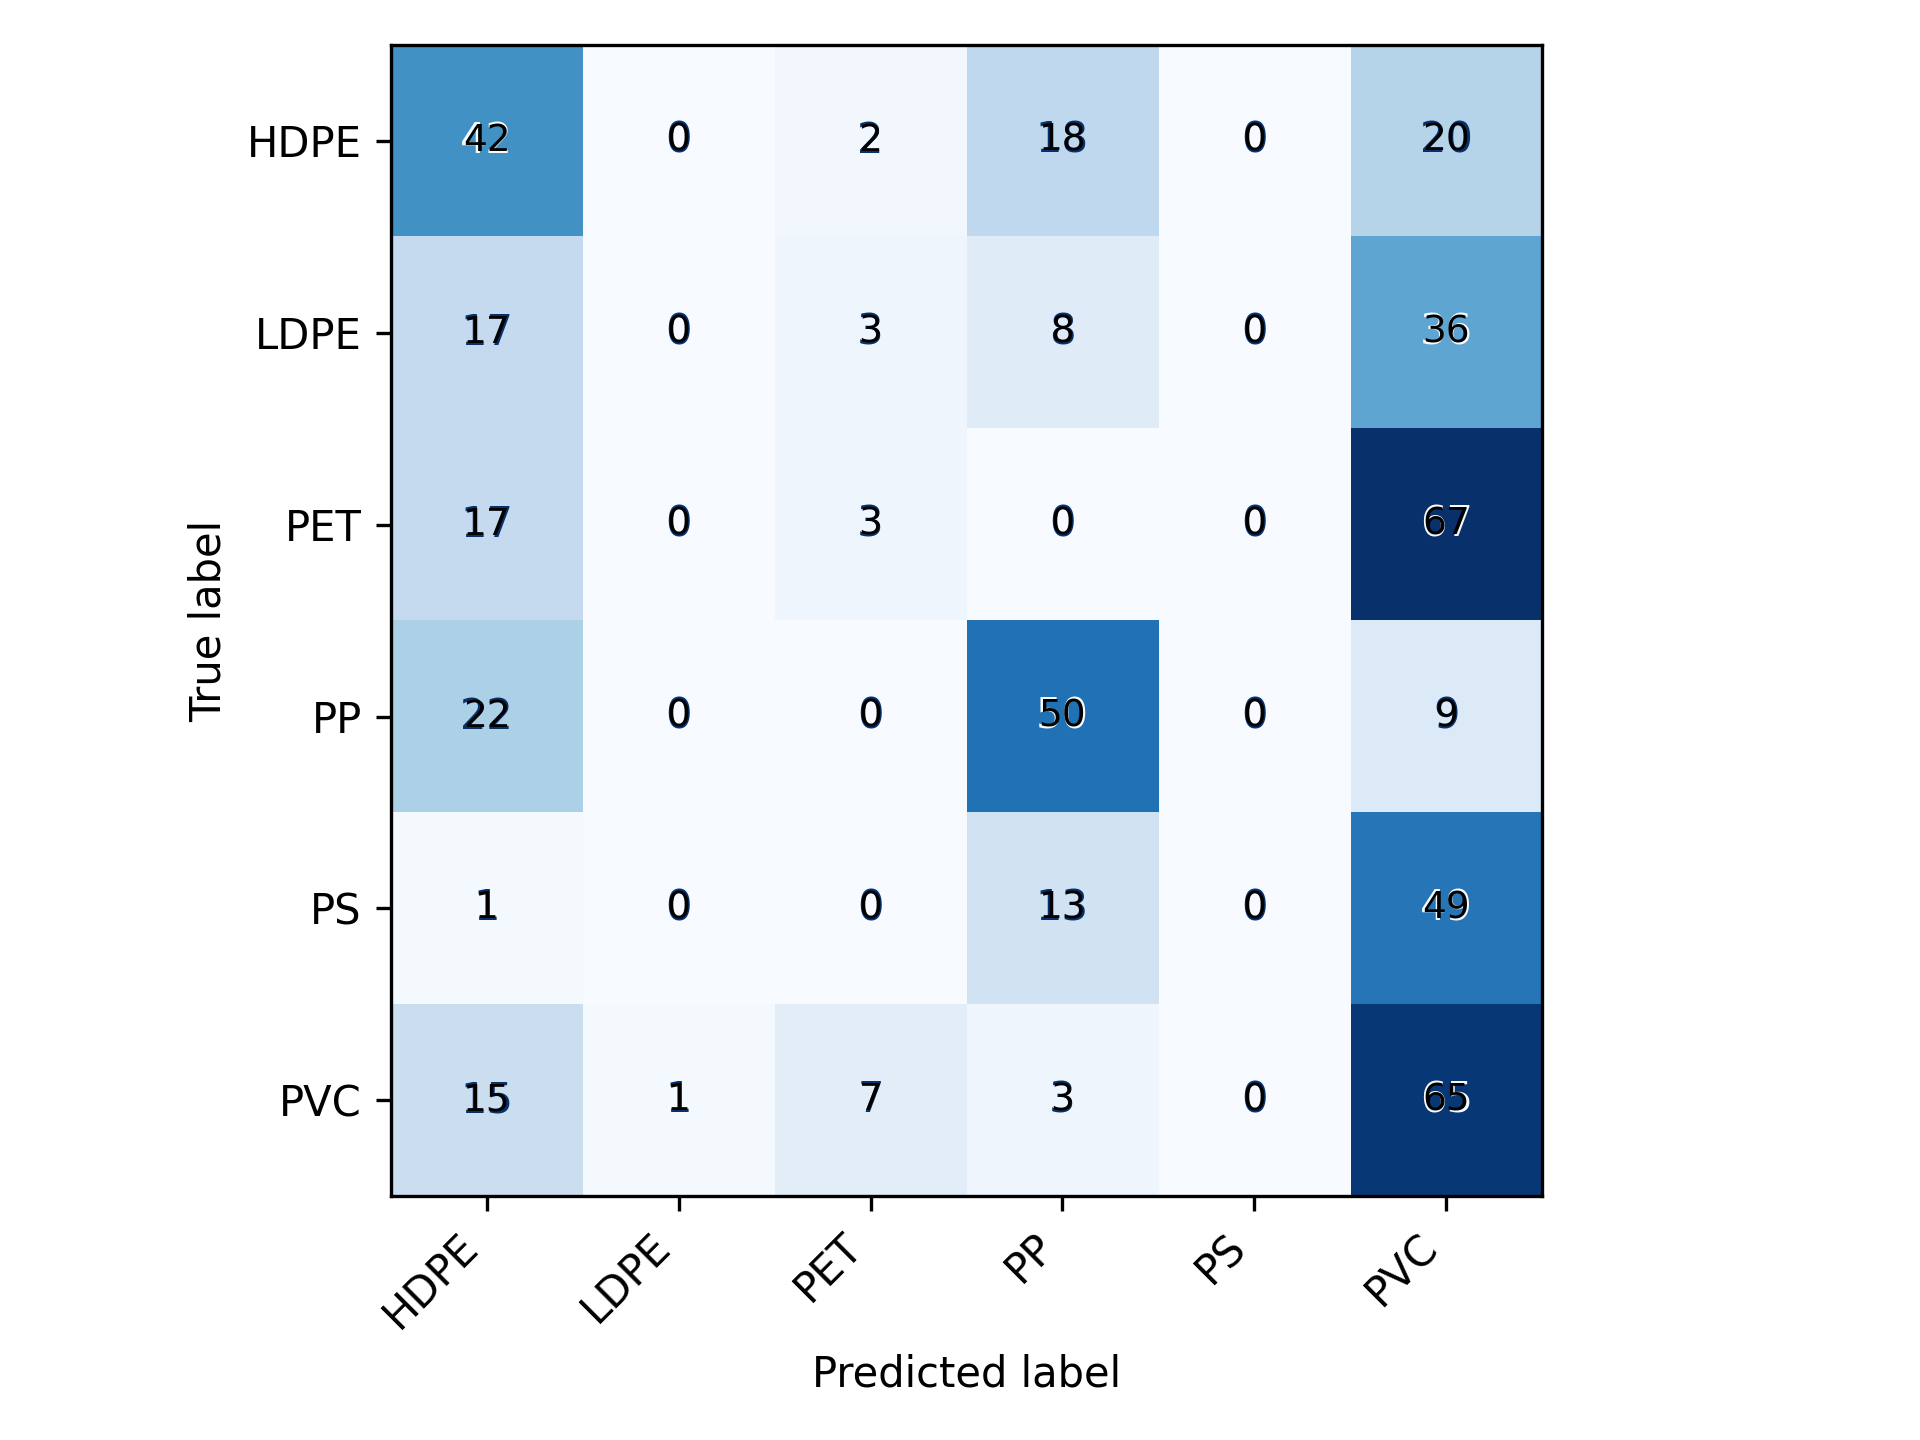 HDPE 42 0 2 18 0 20
LDPE 17 0 3 8 0 36
PET 17 0 3 0 0 67
PP 22 0 0 50 0 9
PS 1 0 0 13 0 49
PVC 15 1 7 3 0 65
True label
HDPE LDPE PET PP PS PVC
Predicted label